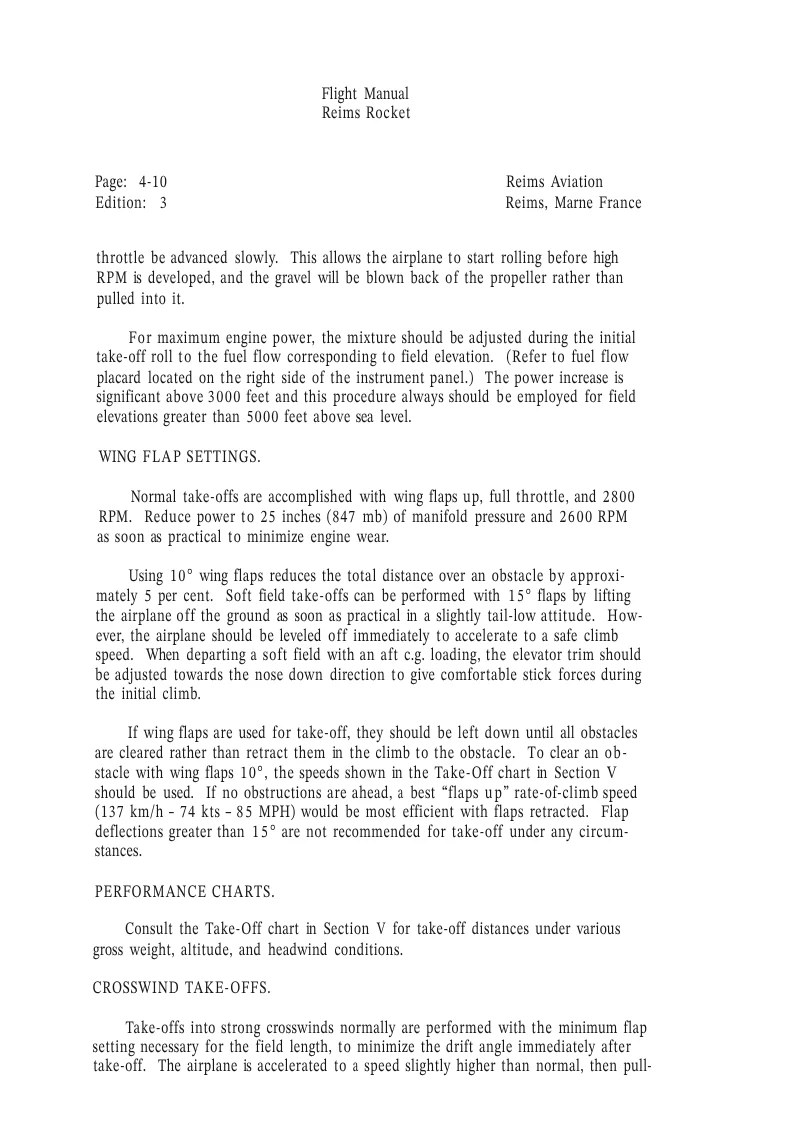 Flight Manual
Reims Rocket
Page: 4-10
Reims Aviation
Edition: 3
Reims, Marne France
throttle be advanced slowly. This allows the airplane to start rolling before high
RPM is developed, and the gravel will be blown back of the propeller rather than
pulled into it.
For maximum engine power, the mixture should be adjusted during the initial
take-off roll to the fuel flow corresponding to field elevation. (Refer to fuel flow
placard located on the right side of the instrument panel.) The power increase is
significant above 3000 feet and this procedure always should be employed for field
elevations greater than 5000 feet above sea level.
WING FLAP SETTINGS.
Normal take-offs are accomplished with wing flaps up, full throttle, and 2800
RPM. Reduce power to 25 inches (847 mb) of manifold pressure and 2600 RPM
as soon as practical to minimize engine wear.
Using 10° wing flaps reduces the total distance over an obstacle by approxi-
mately 5 per cent. Soft field take-offs can be performed with 15° flaps by lifting
the airplane off the ground as soon as practical in a slightly tail-low attitude. How-
ever, the airplane should be leveled off immediately to accelerate to a safe climb
speed. When departing a soft field with an aft c.g. loading, the elevator trim should
be adjusted towards the nose down direction to give comfortable stick forces during
the initial climb.
If wing flaps are used for take-off, they should be left down until all obstacles
are cleared rather than retract them in the climb to the obstacle. To clear an ob-
stacle with wing flaps 10°, the speeds shown in the Take-Off chart in Section V
should be used. If no obstructions are ahead, a best “flaps up” rate-of-climb speed
(137 km/h – 74 kts – 85 MPH) would be most efficient with flaps retracted. Flap
deflections greater than 15° are not recommended for take-off under any circum-
stances.
PERFORMANCE CHARTS.
Consult the Take-Off chart in Section V for take-off distances under various
gross weight, altitude, and headwind conditions.
CROSSWIND TAKE-OFFS.
Take-offs into strong crosswinds normally are performed with the minimum flap
setting necessary for the field length, to minimize the drift angle immediately after
take-off. The airplane is accelerated to a speed slightly higher than normal, then pull-